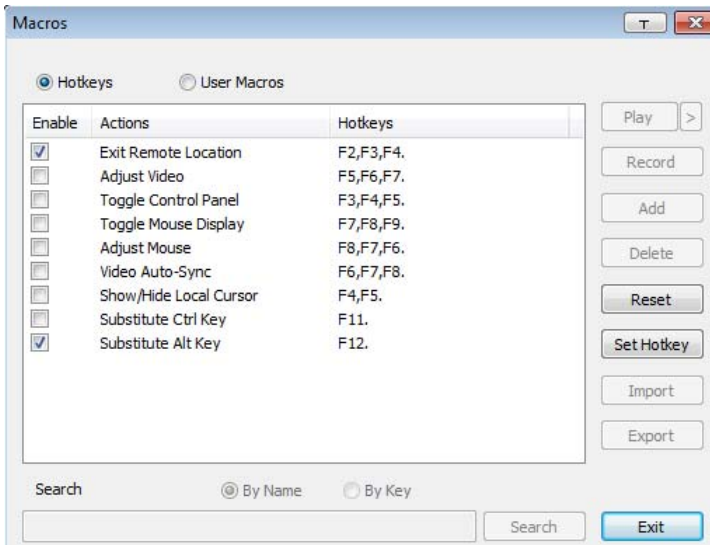 Macros
Hotkeys User Macros
Enable Actions Hotkeys Play >
Exit Remote Location F2,F3,F4.
Record
Adjust Video F5,F6,F7.
Toggle Control Panel F3,F4,F5.
Add
Toggle Mouse Display F7,F8,F9.
Adjust Mouse F8,F7,F6.
Delete
Video Auto-Sync F6,F7,F8.
Show/Hide Local Cursor F4,F5.
Reset
Substitute Ctrl Key F11.
Substitute Alt Key F12.
Set Hotkey
Import
Export
Search By Name By Key
Search Exit